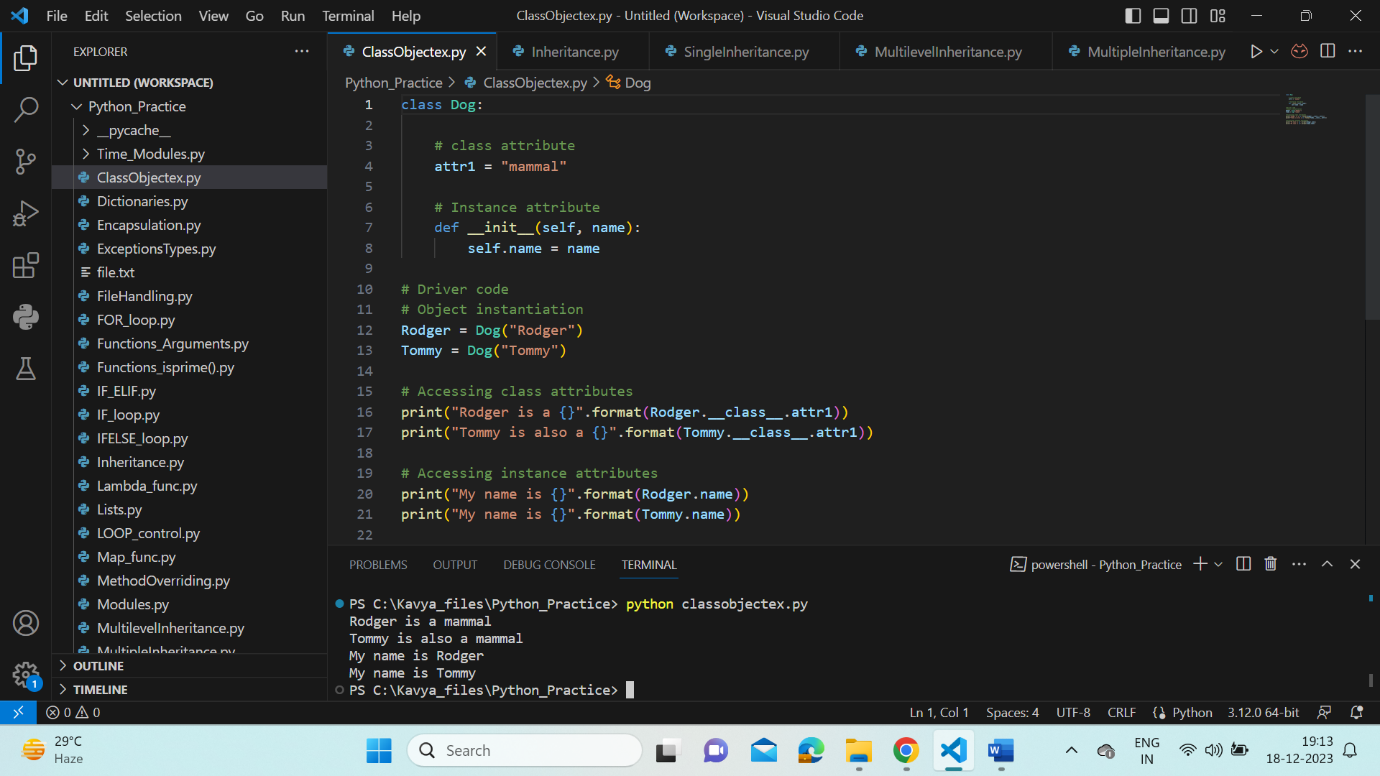 File Edit Selection View Go Run Terminal Help
ClassObjectex.py - Untitled (Workspace) - Visual Studio Code
EXPLORER
UNTITLED (WORKSPACE)
Python_Practice
__pycache__
Time_Modules.py
ClassObjectex.py
Dictionaries.py
Encapsulation.py
ExceptionsTypes.py
file.txt
FileHandling.py
FOR_loop.py
Functions_Arguments.py
Functions_isprime().py
IF_ELIF.py
IF_loop.py
IFELSE_loop.py
Inheritance.py
Lambda_func.py
Lists.py
LOOP_control.py
Map_func.py
MethodOverriding.py
Modules.py
MultilevelInheritance.py
MultipleInheritance.py
OUTLINE
TIMELINE
ClassObjectex.py Inheritance.py SingleInheritance.py MultilevelInheritance.py MultipleInheritance.py
Python_Practice > ClassObjectex.py > Dog
1 class Dog:
2
3     # class attribute
4     attr1 = "mammal"
5
6     # Instance attribute
7     def __init__(self, name):
8         self.name = name
9
10 # Driver code
11 # Object instantiation
12 Rodger = Dog("Rodger")
13 Tommy = Dog("Tommy")
14
15 # Accessing class attributes
16 print("Rodger is a {}".format(Rodger.__class__.attr1))
17 print("Tommy is also a {}".format(Tommy.__class__.attr1))
18
19 # Accessing instance attributes
20 print("My name is {}".format(Rodger.name))
21 print("My name is {}".format(Tommy.name))
22
PROBLEMS OUTPUT DEBUG CONSOLE TERMINAL
powershell - Python_Practice
PS C:\Kavya_files\Python_Practice> python classobjectex.py
Rodger is a mammal
Tommy is also a mammal
My name is Rodger
My name is Tommy
PS C:\Kavya_files\Python_Practice>
1
0 0
Ln 1, Col 1 Spaces: 4 UTF-8 CRLF Python 3.12.0 64-bit
29°C
Haze
Search
ENG
IN
19:13
18-12-2023